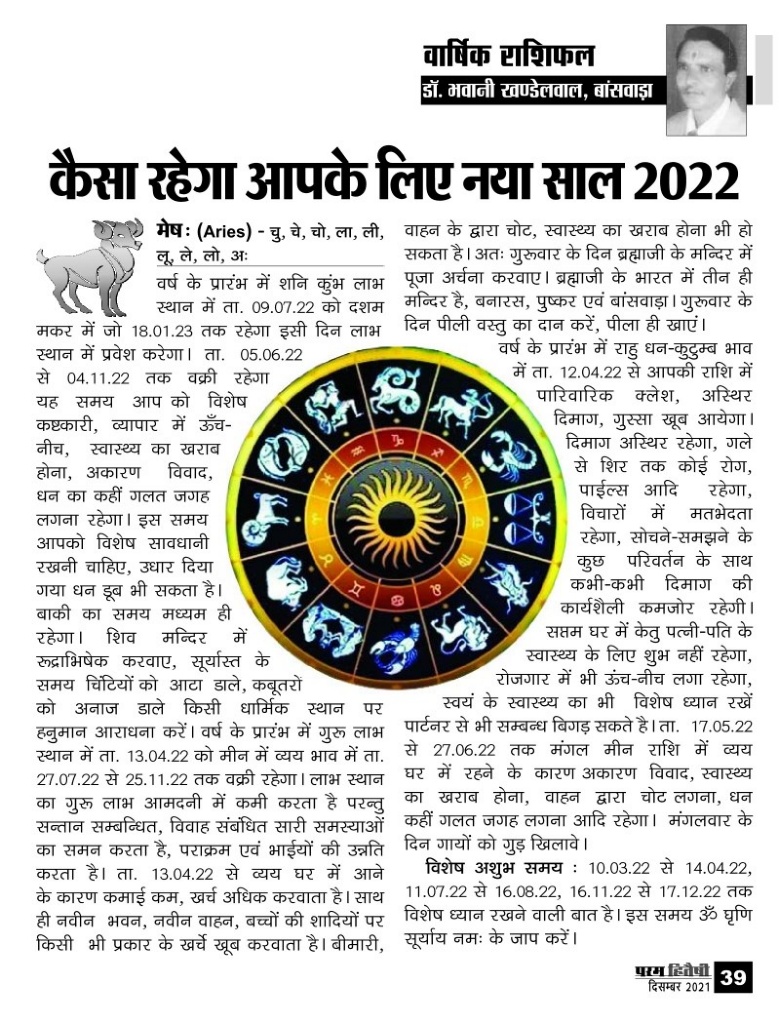 वार्षिक राशिफल
डॉ. भवानी खण्डेलवाल, बांसवाड़ा
कैसा रहेगा आपके लिए नया साल 2022
मेष: (Aries) - चु, चे, चो, ला, ली,
लू, ले, लो, अः
वर्ष के प्रारंभ में शनि कुंभ लाभ
स्थान में ता. 09.07.22 को दशम
मकर में जो 18.01.23 तक रहेगा इसी दिन लाभ
स्थान में प्रवेश करेगा। ता. 05.06.22
से 04.11.22 तक वक्री रहेगा
यह समय आप को विशेष
कष्टकारी, व्यापार में ऊँच-
नीच, स्वास्थ्य का खराब
होना, अकारण विवाद,
धन का कहीं गलत जगह
लगना रहेगा। इस समय
आपको विशेष सावधानी
रखनी चाहिए, उधार दिया
गया धन डूब भी सकता है।
बाकी का समय मध्यम ही
रहेगा। शिव मन्दिर में
रूद्राभिषेक करवाए, सूर्यास्त के
समय चिंटियों को आटा डाले, कबूतरों
को अनाज डाले किसी धार्मिक स्थान पर
हनुमान आराधना करें। वर्ष के प्रारंभ में गुरू लाभ
स्थान में ता. 13.04.22 को मीन में व्यय भाव में ता.
27.07.22 से 25.11.22 तक वक्री रहेगा। लाभ स्थान
का गुरू लाभ आमदनी में कमी करता है परन्तु
सन्तान सम्बन्धित, विवाह संबंधित सारी समस्याओं
का समन करता है, पराक्रम एवं भाईयों की उन्नति
करता है। ता. 13.04.22 से व्यय घर में आने
के कारण कमाई कम, खर्च अधिक करवाता है। साथ
ही नवीन भवन, नवीन वाहन, बच्चों की शादियों पर
किसी भी प्रकार के खर्चे खूब करवाता है। बीमारी,
वाहन के द्वारा चोट, स्वास्थ्य का खराब होना भी हो
सकता है। अतः गुरूवार के दिन ब्रह्माजी के मन्दिर में
पूजा अर्चना करवाए। ब्रह्माजी के भारत में तीन ही
मन्दिर है, बनारस, पुष्कर एवं बांसवाड़ा। गुरूवार के
दिन पीली वस्तु का दान करें, पीला ही खाएं।
वर्ष के प्रारंभ में राहु धन-कुटुम्ब भाव
में ता. 12.04.22 से आपकी राशि में
पारिवारिक क्लेश, अस्थिर
दिमाग, गुस्सा खूब आयेगा।
दिमाग अस्थिर रहेगा, गले
से शिर तक कोई रोग,
पाईल्स आदि रहेगा,
विचारों में मतभेदता
रहेगा, सोचने-समझने के
कुछ परिवर्तन के साथ
कभी-कभी दिमाग की
कार्यशैली कमजोर रहेगी।
सप्तम घर में केतु पत्नी-पति के
स्वास्थ्य के लिए शुभ नहीं रहेगा,
रोजगार में भी ऊंच-नीच लगा रहेगा,
स्वयं के स्वास्थ्य का भी विशेष ध्यान रखें
पार्टनर से भी सम्बन्ध बिगड़ सकते है। ता. 17.05.22
से 27.06.22 तक मंगल मीन राशि में व्यय
घर में रहने के कारण अकारण विवाद, स्वास्थ्य
का खराब होना, वाहन द्वारा चोट लगना, धन
कहीं गलत जगह लगना आदि रहेगा। मंगलवार के
दिन गायों को गुड़ खिलावे।
विशेष अशुभ समय : 10.03.22 से 14.04.22,
11.07.22 से 16.08.22, 16.11.22 से 17.12.22 तक
विशेष ध्यान रखने वाली बात है। इस समय ॐ घृणि
सूर्याय नमः के जाप करें।
परम हितैषी
दिसम्बर 2021 39